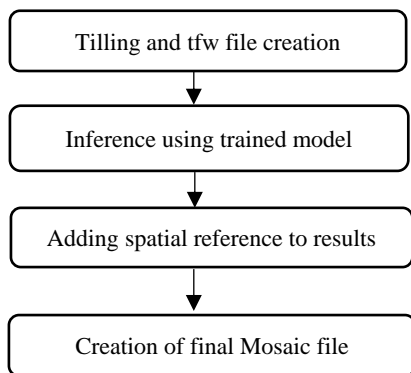 Tilling and tfw file creation
Inference using trained model
Adding spatial reference to results
Creation of final Mosaic file